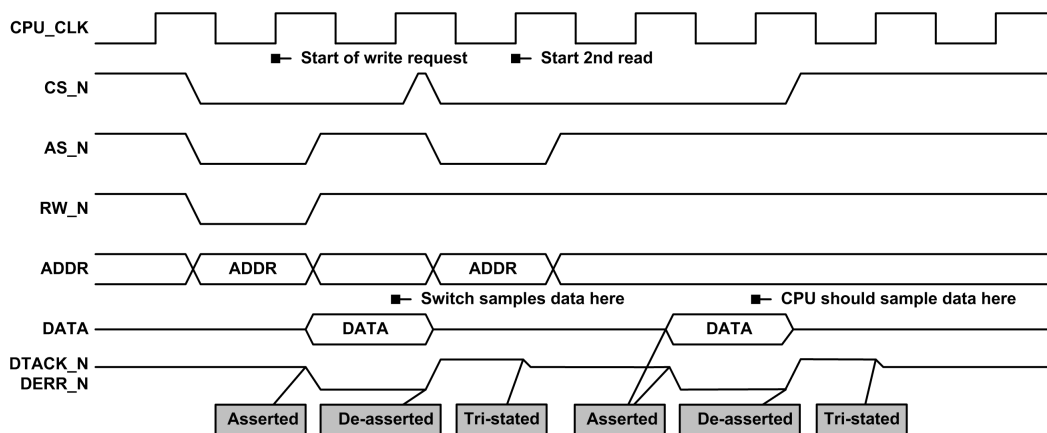 CPU_CLK
Start of write request
Start 2nd read
CS_N
AS_N
RW_N
ADDR
ADDR
ADDR
Switch samples data here
CPU should sample data here
DATA
DATA
DATA
DTACK_N
DERR_N
Asserted
De-asserted
Tri-stated
Asserted
De-asserted
Tri-stated